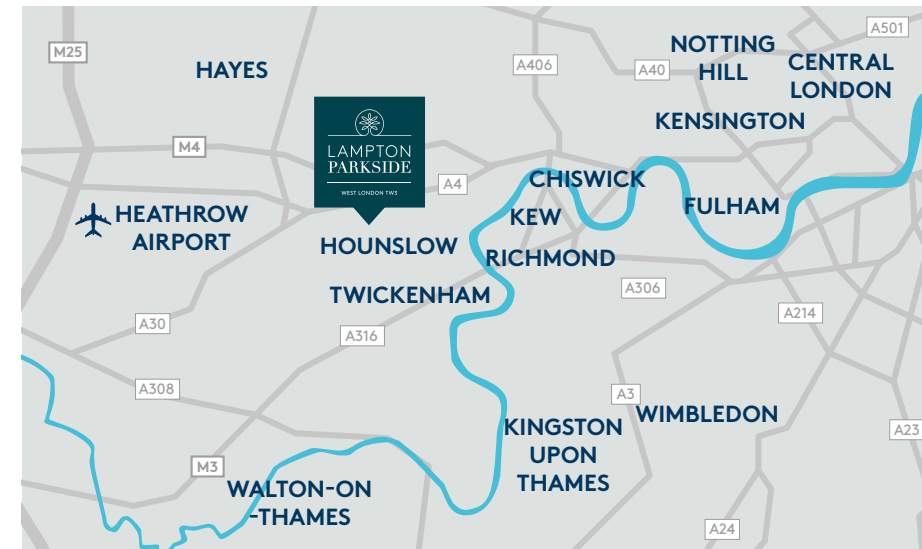 A501
M25
NOTTING
HILL
A406
A40
CENTRAL
LONDON
HAYES
KENSINGTON
LAMPTON
PARKSIDE
WEST LONDON TW3
M4
A4
CHISWICK
HEATHROW
AIRPORT
KEW
FULHAM
HOUNSLOW
RICHMOND
TWICKENHAM
A306
A214
A30
A316
A308
A3
WIMBLEDON
A23
KINGSTON
UPON
THAMES
M3
WALTON-ON
-THAMES
A24